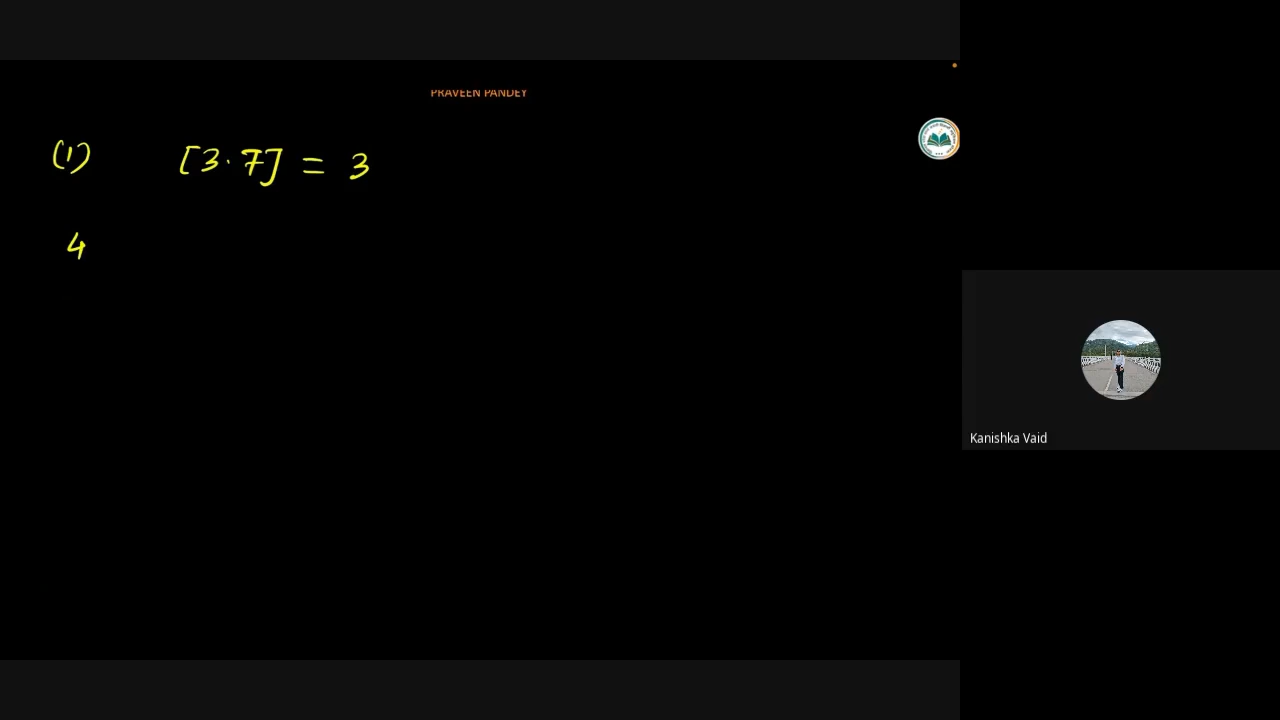 PRAVEEN PANDEY
(1) [3.7] = 3
4
Kanishka Vaid